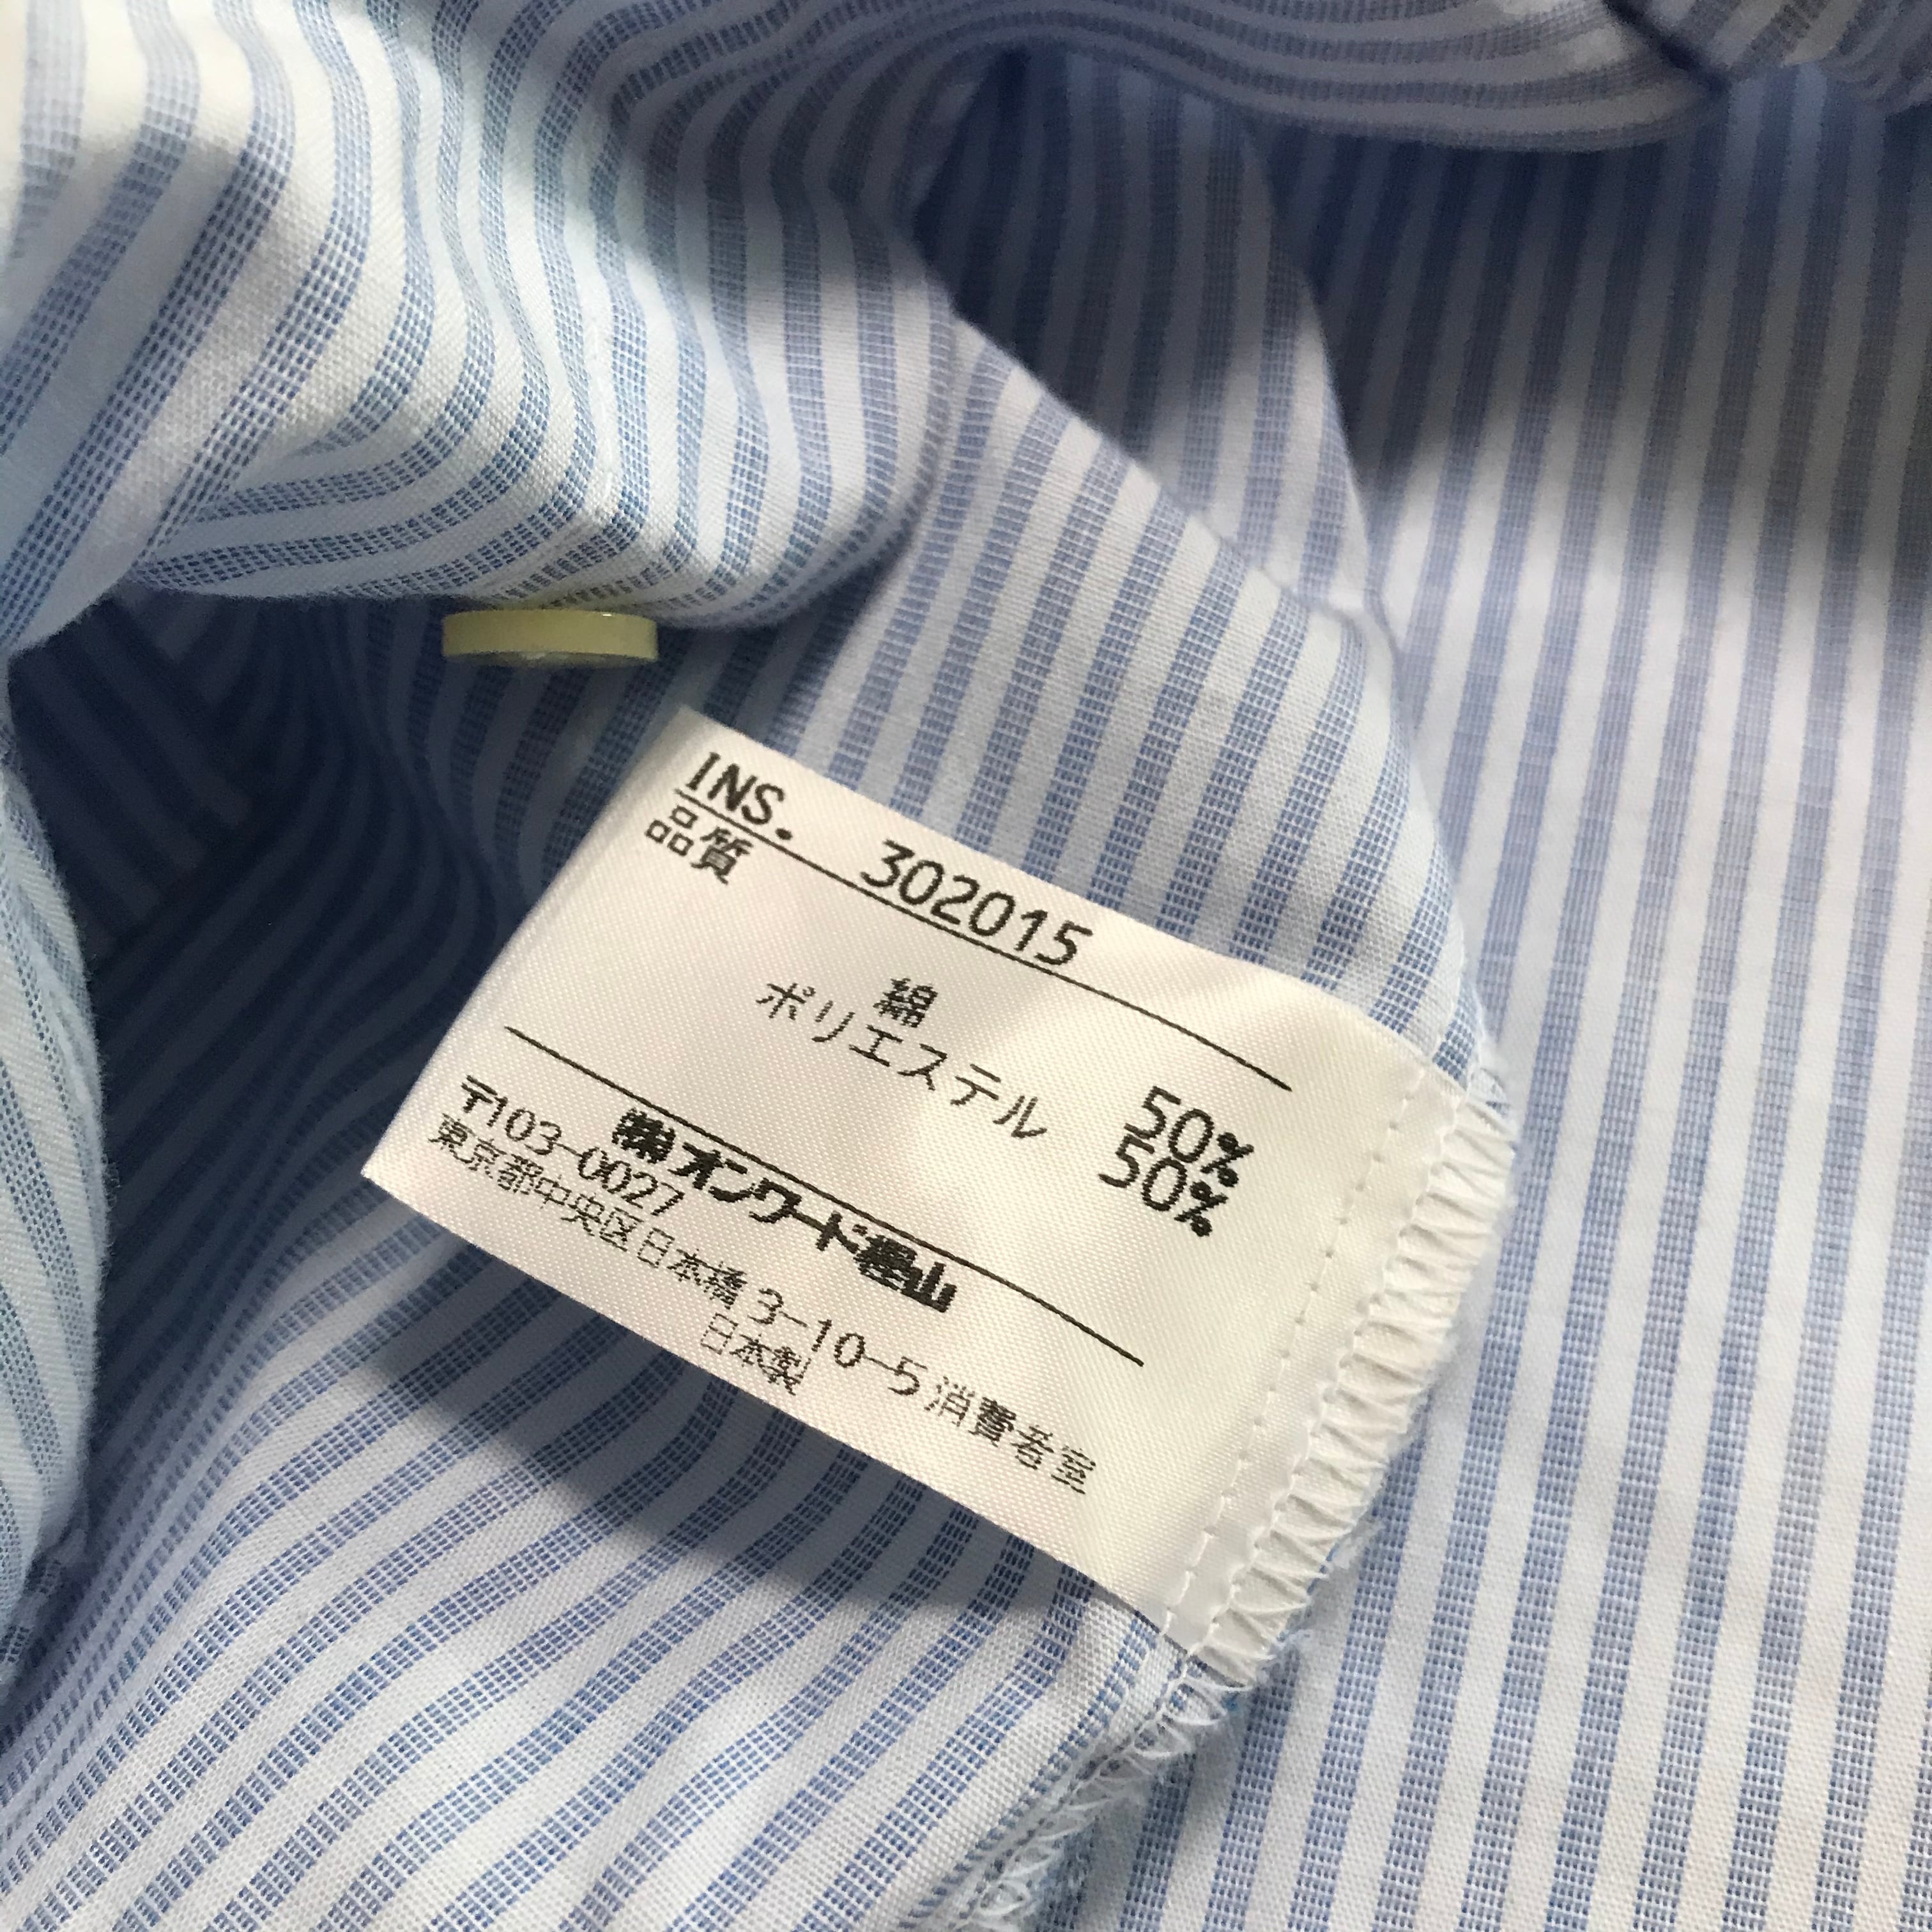 INS. 302015
品質
綿 50%
ポリエステル 50%
㈱オンワード樫山
〒103-0027
東京都中央区日本橋3-10-5消費者室
日本製